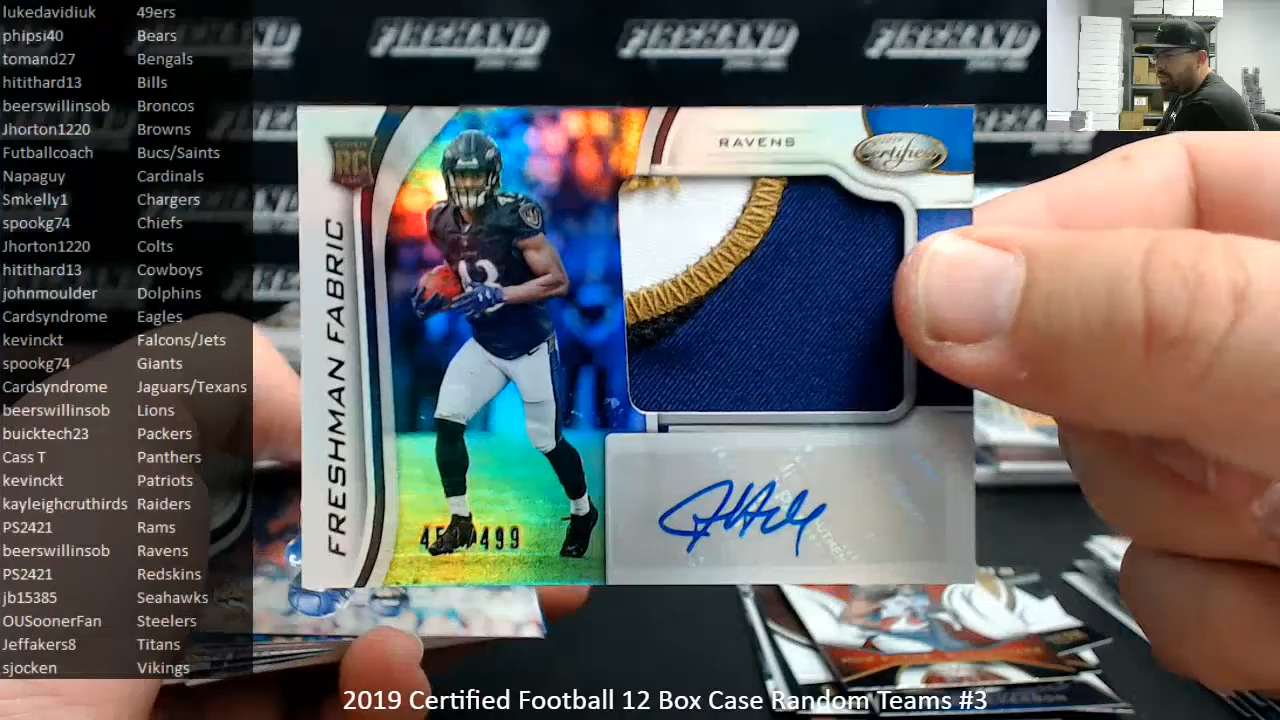 lukedavidiuk 49ers
phipsi40 Bears
tomand27 Bengals
hitithard13 Bills
beerswillinsob Broncos
Jhorton1220 Browns
Futballcoach Bucs/Saints
Napaguy Cardinals
Smkelly1 Chargers
spookg74 Chiefs
Jhorton1220 Colts
hitithard13 Cowboys
johnmoulder Dolphins
Cardsyndrome Eagles
kevinckt Falcons/Jets
spookg74 Giants
Cardsyndrome Jaguars/Texans
beerswillinsob Lions
buicktech23 Packers
Cass T Panthers
kevinckt Patriots
kayleighcruthirds Raiders
PS2421 Rams
beerswillinsob Ravens
PS2421 Redskins
jb15385 Seahawks
OUSoonerFan Steelers
Jeffakers8 Titans
sjocken Vikings
FIREHAND FIREHAND FIREHAND
RC
RAVENS
Certified
FRESHMAN FABRIC
499
2019 Certified Football 12 Box Case Random Teams #3